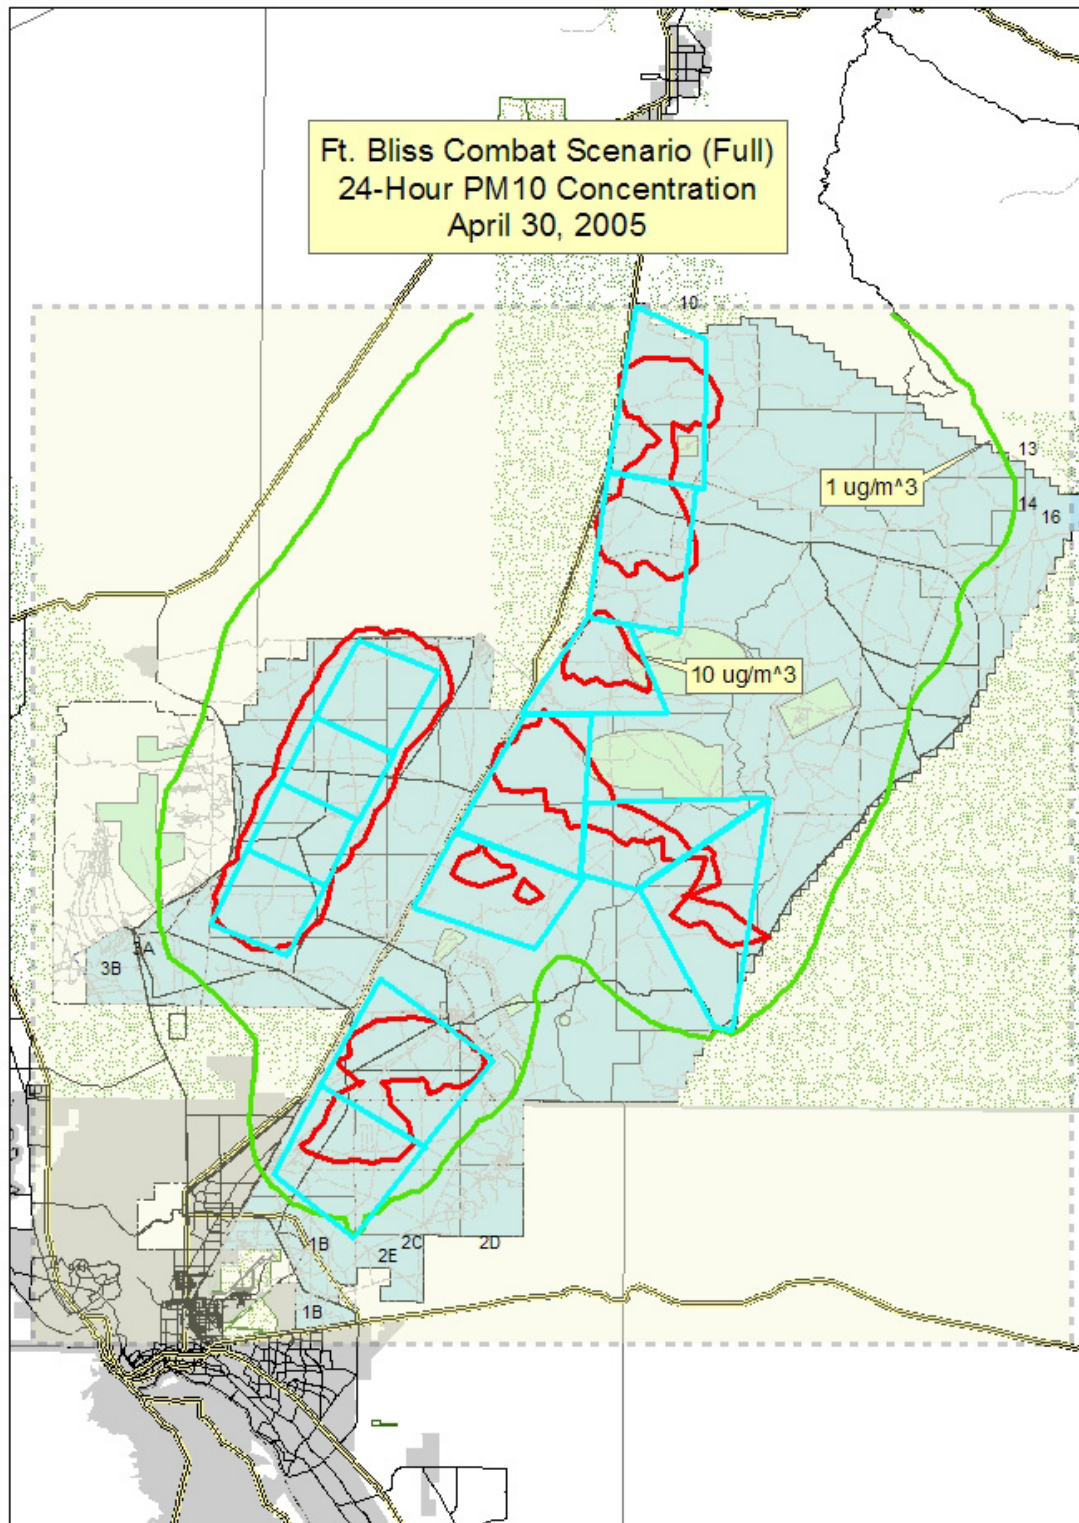 Ft. Bliss Combat Scenario (Full)
24-Hour PM10 Concentration
April 30, 2005
10
13
1 ug/m^3
14
16
10 ug/m^3
3A
3B
1B
2C
2D
2E
1B